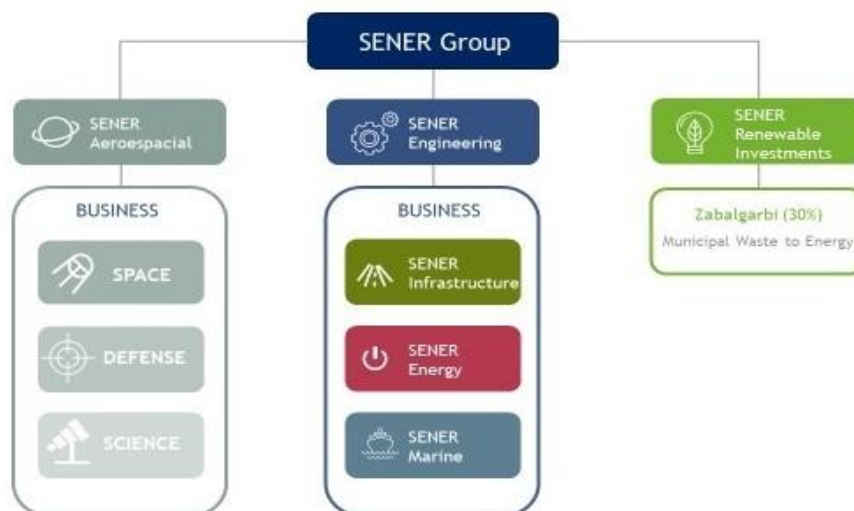 SENER Group
SENER
Aeroespacial
SENER
Engineering
SENER
Renewable
Investments
BUSINESS
SPACE
DEFENSE
SCIENCE
BUSINESS
SENER
Infrastructure
SENER
Energy
SENER
Marine
Zabalgarbi (30%)
Municipal Waste to Energy